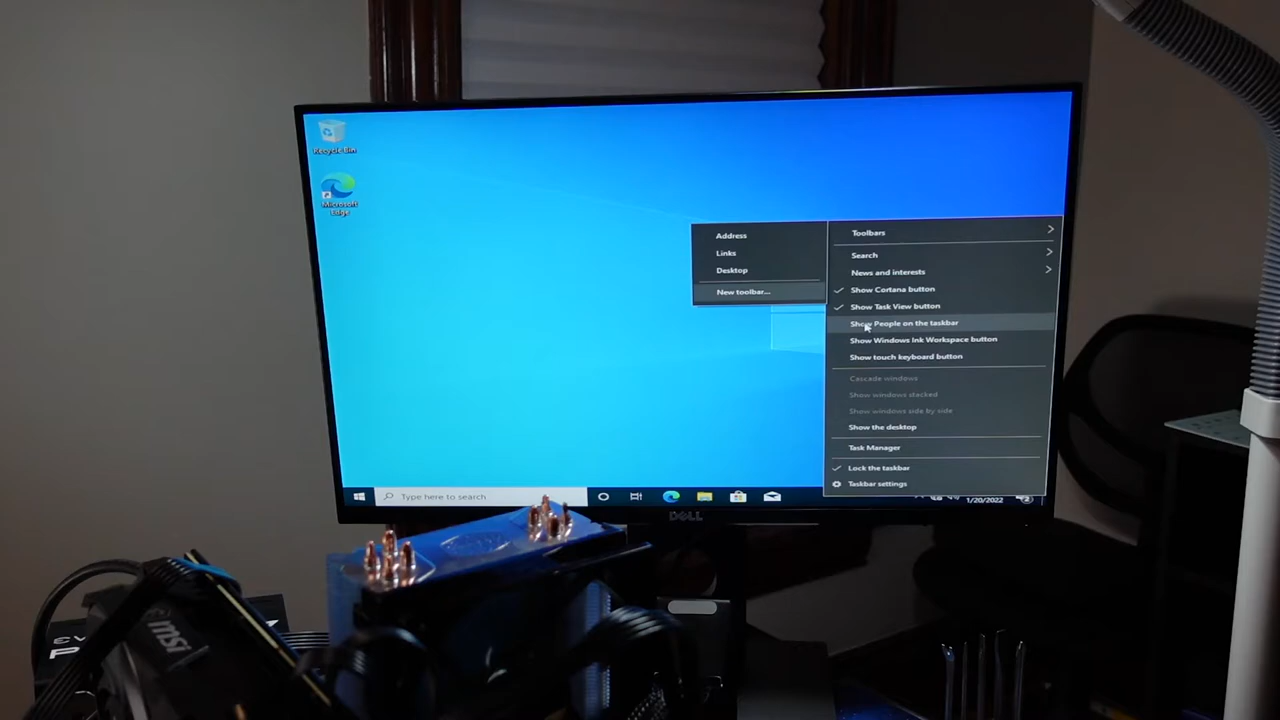 Recycle Bin
Microsoft
Edge
Address
Links
Desktop
New toolbar...
Toolbars
Search
News and interests
Show Cortana button
Show Task View button
Show People on the taskbar
Show Windows Ink Workspace button
Show touch keyboard button
Cascade windows
Show windows stacked
Show windows side by side
Show the desktop
Task Manager
Lock the taskbar
Taskbar settings
Type here to search
1/20/2022
DELL
msi